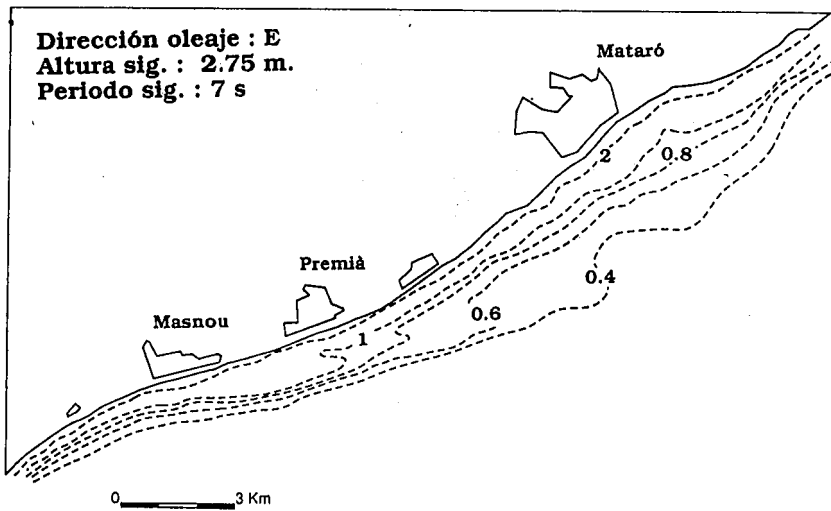 Dirección oleaje : E
Altura sig. : 2.75 m.
Periodo sig. : 7 s
Mataró
2
0.8
0.4
Premià
0.6
Masnou
1
0 3 Km